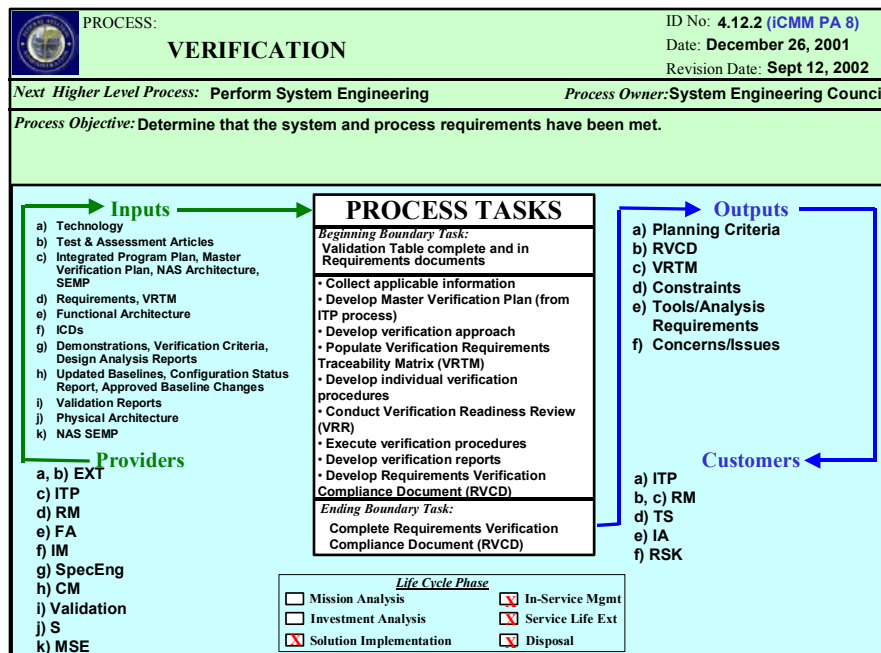 PROCESS:
VERIFICATION
ID No: 4.12.2 (iCMM PA 8)
Date: December 26, 2001
Revision Date: Sept 12, 2002
Next Higher Level Process: Perform System Engineering
Process Owner:System Engineering Counci
Process Objective: Determine that the system and process requirements have been met.
Inputs
a) Technology
b) Test & Assessment Articles
c) Integrated Program Plan, Master
Verification Plan, NAS Architecture,
SEMP
d) Requirements, VRTM
e) Functional Architecture
f) ICDs
g) Demonstrations, Verification Criteria,
Design Analysis Reports
h) Updated Baselines, Configuration Status
Report, Approved Baseline Changes
i) Validation Reports
j) Physical Architecture
k) NAS SEMP
Providers
a, b) EXT
c) ITP
d) RM
e) FA
f) IM
g) SpecEng
h) CM
i) Validation
j) S
k) MSE
PROCESS TASKS
Beginning Boundary Task:
Validation Table complete and in
Requirements documents
• Collect applicable information
• Develop Master Verification Plan (from
ITP process)
• Develop verification approach
• Populate Verification Requirements
Traceability Matrix (VRTM)
• Develop individual verification
procedures
• Conduct Verification Readiness Review
(VRR)
• Execute verification procedures
• Develop verification reports
• Develop Requirements Verification
Compliance Document (RVCD)
Ending Boundary Task:
Complete Requirements Verification
Compliance Document (RVCD)
Outputs
a) Planning Criteria
b) RVCD
c) VRTM
d) Constraints
e) Tools/Analysis
Requirements
f) Concerns/Issues
Customers
a) ITP
b, c) RM
d) TS
e) IA
f) RSK
Life Cycle Phase
Mission Analysis
Investment Analysis
X Solution Implementation
X In-Service Mgmt
X Service Life Ext
X Disposal